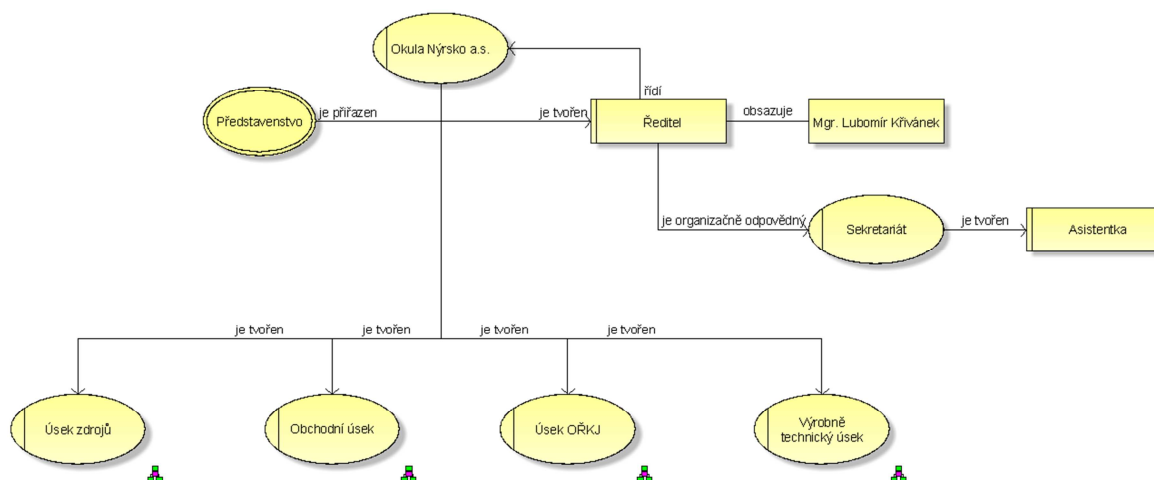 Okula Nýrsko a.s.
řídí
Představenstvo
je přiřazen
je tvořen
Ředitel
obsazuje
Mgr. Lubomír Křivánek
je organizačně odpovědný
Sekretariát
je tvořen
Asistentka
je tvořen
je tvořen
je tvořen
je tvořen
Úsek zdrojů
Obchodní úsek
Úsek OŘKJ
Výrobně
technický úsek